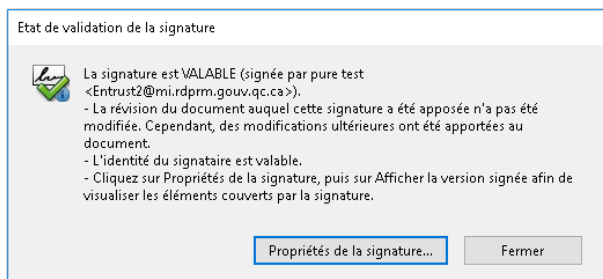 Etat de validation de la signature
La signature est VALABLE (signée par pure test
<Entrust2@mi.rdprm.gouv.qc.ca>).
- La révision du document auquel cette signature a été apposée n'a pas été
modifiée. Cependant, des modifications ultérieures ont été apportées au
document.
- L'identité du signataire est valable.
- Cliquez sur Propriétés de la signature, puis sur Afficher la version signée afin de
visualiser les éléments couverts par la signature.
Propriétés de la signature... Fermer